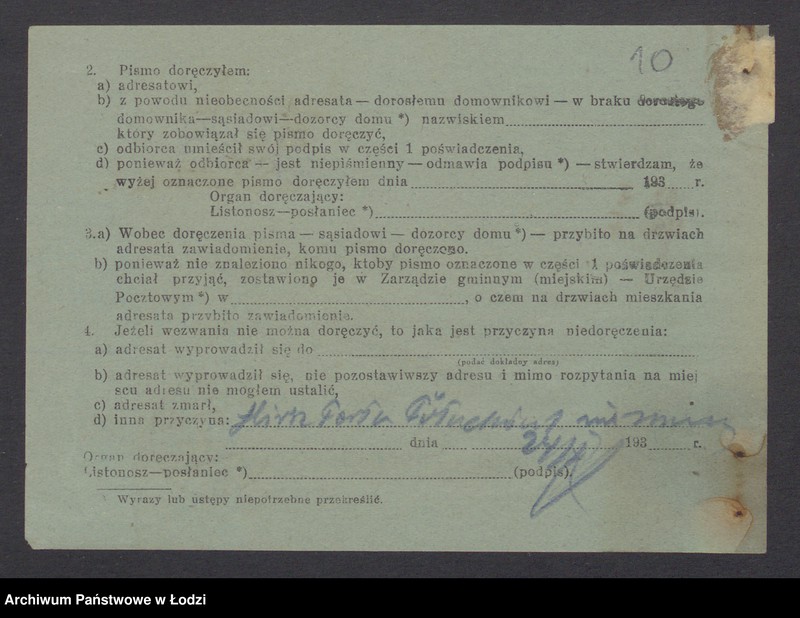 10
2. Pismo doręczyłem:
a) adresatowi,
b) z powodu nieobecności adresata — dorosłemu domownikowi — w braku dorosłego
domownika—sąsiadowi—dozorcy domu *) nazwiskiem
który zobowiązał się pismo doręczyć,
c) odbiorca umieścił swój podpis w części 1 poświadczenia,
d) ponieważ odbiorca — jest niepiśmienny — odmawia podpisu *) — stwierdzam, że
wyżej oznaczone pismo doręczyłem dnia 193 r.
Organ doręczający:
Listonosz—posłaniec *) (podpis).
3.a) Wobec doręczenia pisma — sąsiadowi — dozorcy domu *) — przybito na drzwiach
adresata zawiadomienie, komu pismo doręczono.
b) ponieważ nie znaleziono nikogo, ktoby pismo oznaczone w części 1 poświadczenia
chciał przyjąć, zostawiono je w Zarządzie gminnym (miejskim) — Urzędzie
Pocztowym *) w , o czem na drzwiach mieszkania
adresata przybito zawiadomienie.
4. Jeżeli wezwania nie można doręczyć, to jaka jest przyczyna niedoręczenia:
a) adresat wyprowadził się do
(podać dokładny adres)
b) adresat wyprowadził się, nie pozostawiwszy adresu i mimo rozpytania na miej
scu adresu nie mogłem ustalić,
c) adresat zmarł,
d) inna przyczyna:
dnia 193 r.
Organ doręczający:
Listonosz—posłaniec *) (podpis).
Wyrazy lub ustępy niepotrzebne przekreślić.
Archiwum Państwowe w Łodzi